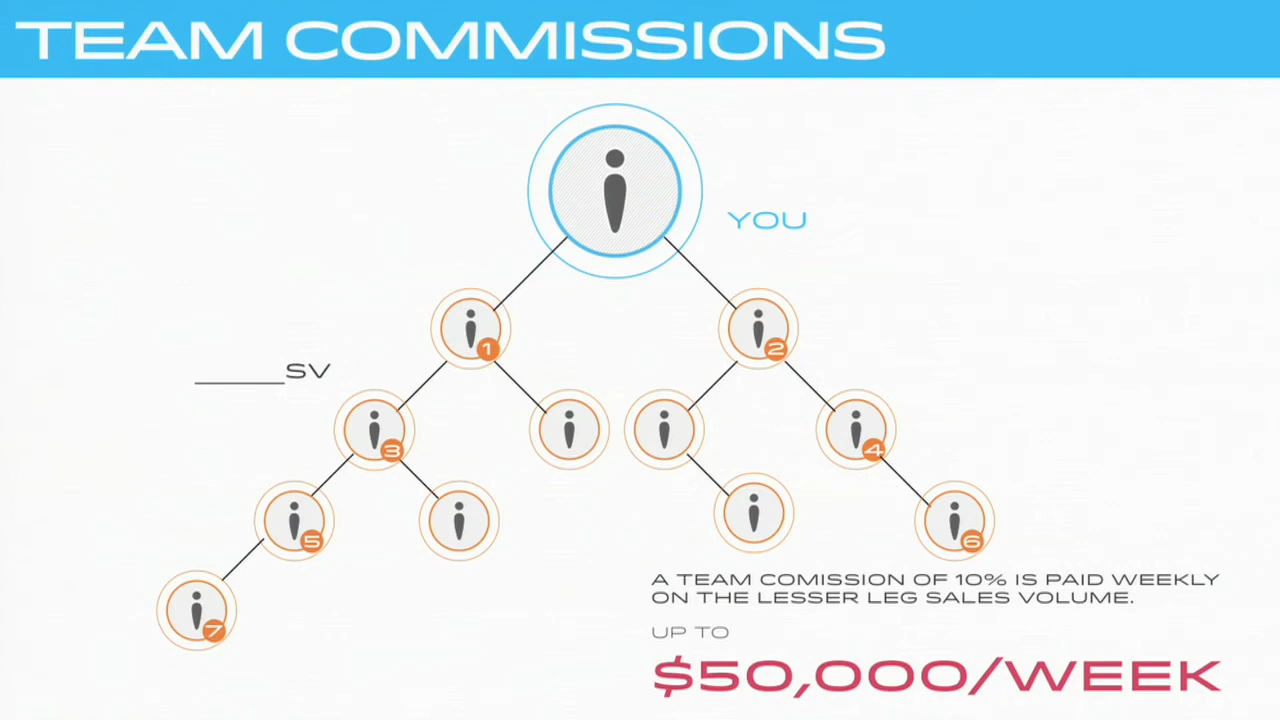 TEAM COMMISSIONS
YOU
1
2
_____SV
3
4
5
6
7
A TEAM COMISSION OF 10% IS PAID WEEKLY
ON THE LESSER LEG SALES VOLUME.
UP TO
$50,000/WEEK